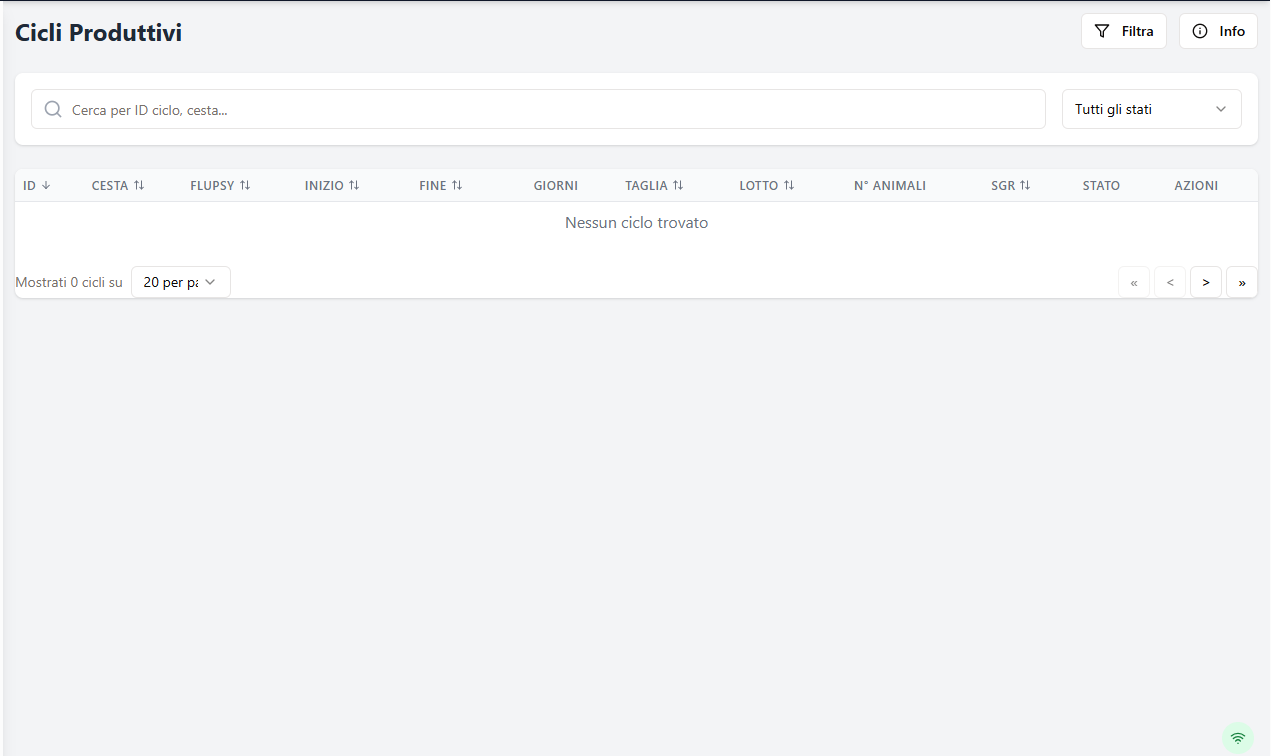 Cicli Produttivi
Filtra
Info
Cerca per ID ciclo, cesta...
Tutti gli stati
ID ↓ CESTA ↑↓ FLUPSY ↑↓ INIZIO ↑↓ FINE ↑↓ GIORNI TAGLIA ↑↓ LOTTO ↑↓ N° ANIMALI SGR ↑↓ STATO AZIONI
Nessun ciclo trovato
Mostrati 0 cicli su 20 per pa « < > »